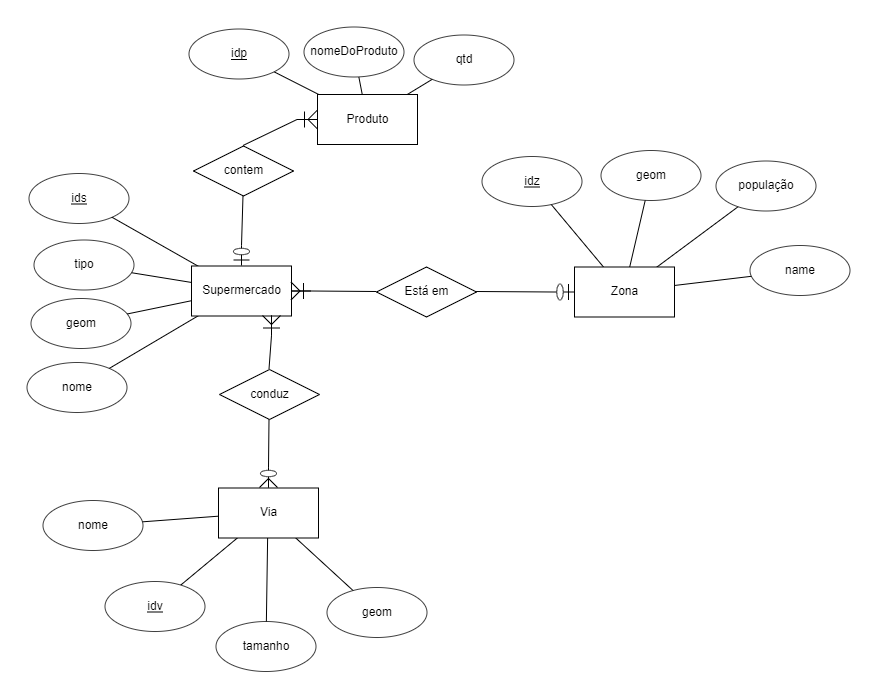 idp
nomeDoProduto
qtd
Produto
contem
idz
geom
população
ids
tipo
Supermercado
Está em
Zona
name
geom
nome
conduz
nome
Via
idv
geom
tamanho